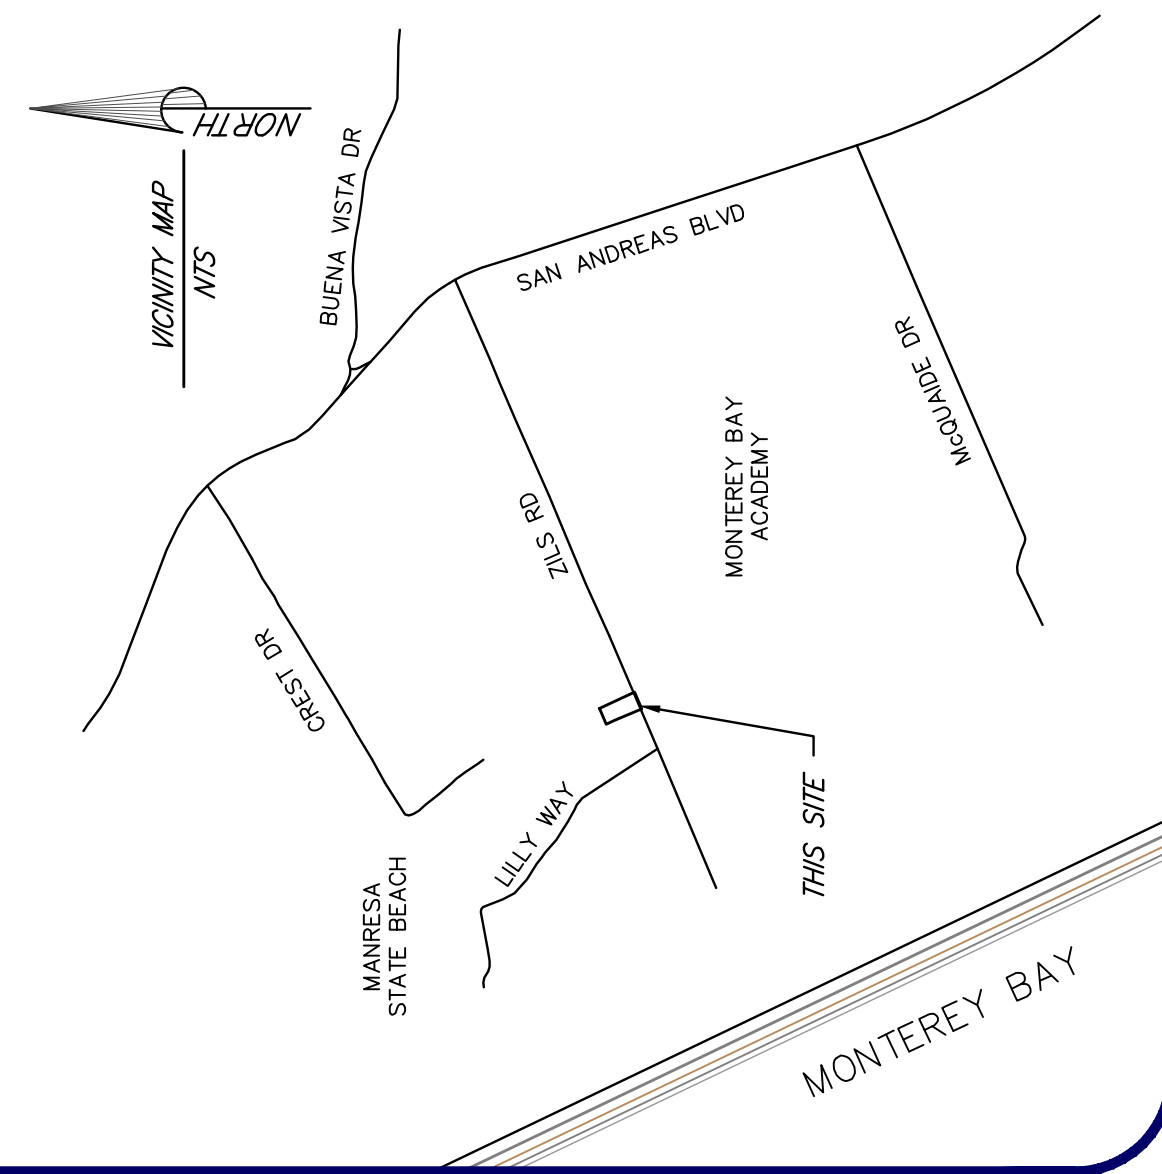 NORTH
VICINITY MAP
NTS
BUENA VISTA DR
SAN ANDREAS BLVD
McQUAIDE DR
MONTEREY BAY
ACADEMY
ZILS RD
CREST DR
LILLY WAY
THIS SITE
MANRESA
STATE BEACH
MONTEREY BAY